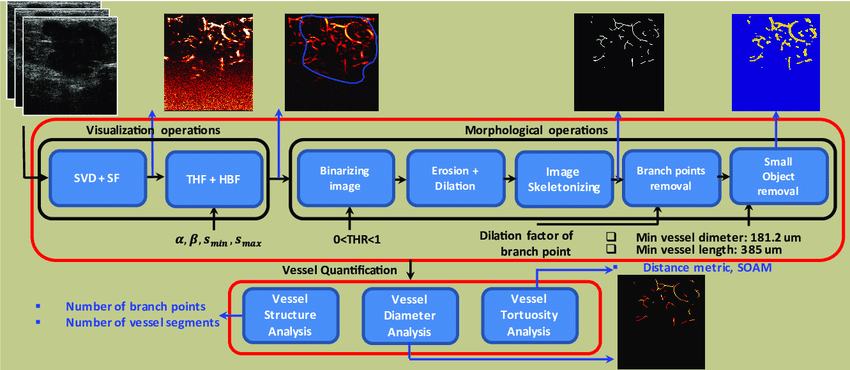 Visualization operations
Morphological operations
SVD + SF
THF + HBF
Binarizing
image
Erosion +
Dilation
Image
Skeletonizing
Branch points
removal
Small
Object
removal
α, β, s_min, s_max
0<THR<1
Dilation factor of
branch point
❑ Min vessel dimeter: 181.2 um
❑ Min vessel length: 385 um
Vessel Quantification
▪ Distance metric, SOAM
▪ Number of branch points
▪ Number of vessel segments
Vessel
Structure
Analysis
Vessel
Diameter
Analysis
Vessel
Tortuosity
Analysis